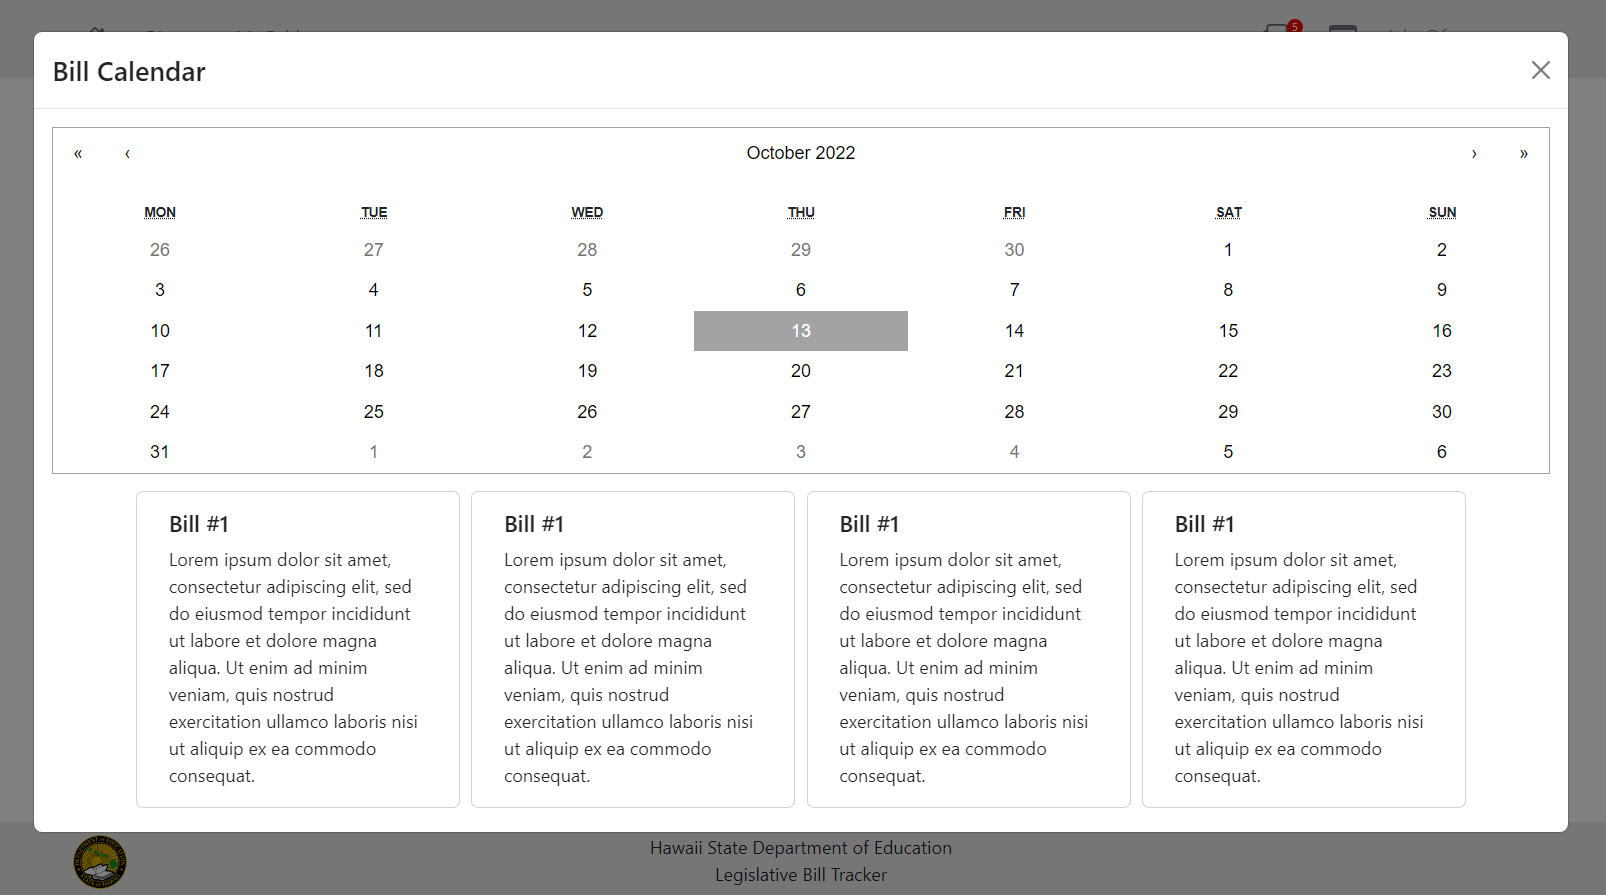 5
Bill Calendar
« ‹ October 2022 › »
MON TUE WED THU FRI SAT SUN
26 27 28 29 30 1 2
3 4 5 6 7 8 9
10 11 12 13 14 15 16
17 18 19 20 21 22 23
24 25 26 27 28 29 30
31 1 2 3 4 5 6
Bill #1
Lorem ipsum dolor sit amet,
consectetur adipiscing elit, sed
do eiusmod tempor incididunt
ut labore et dolore magna
aliqua. Ut enim ad minim
veniam, quis nostrud
exercitation ullamco laboris nisi
ut aliquip ex ea commodo
consequat.
Bill #1
Lorem ipsum dolor sit amet,
consectetur adipiscing elit, sed
do eiusmod tempor incididunt
ut labore et dolore magna
aliqua. Ut enim ad minim
veniam, quis nostrud
exercitation ullamco laboris nisi
ut aliquip ex ea commodo
consequat.
Bill #1
Lorem ipsum dolor sit amet,
consectetur adipiscing elit, sed
do eiusmod tempor incididunt
ut labore et dolore magna
aliqua. Ut enim ad minim
veniam, quis nostrud
exercitation ullamco laboris nisi
ut aliquip ex ea commodo
consequat.
Bill #1
Lorem ipsum dolor sit amet,
consectetur adipiscing elit, sed
do eiusmod tempor incididunt
ut labore et dolore magna
aliqua. Ut enim ad minim
veniam, quis nostrud
exercitation ullamco laboris nisi
ut aliquip ex ea commodo
consequat.
Hawaii State Department of Education
Legislative Bill Tracker